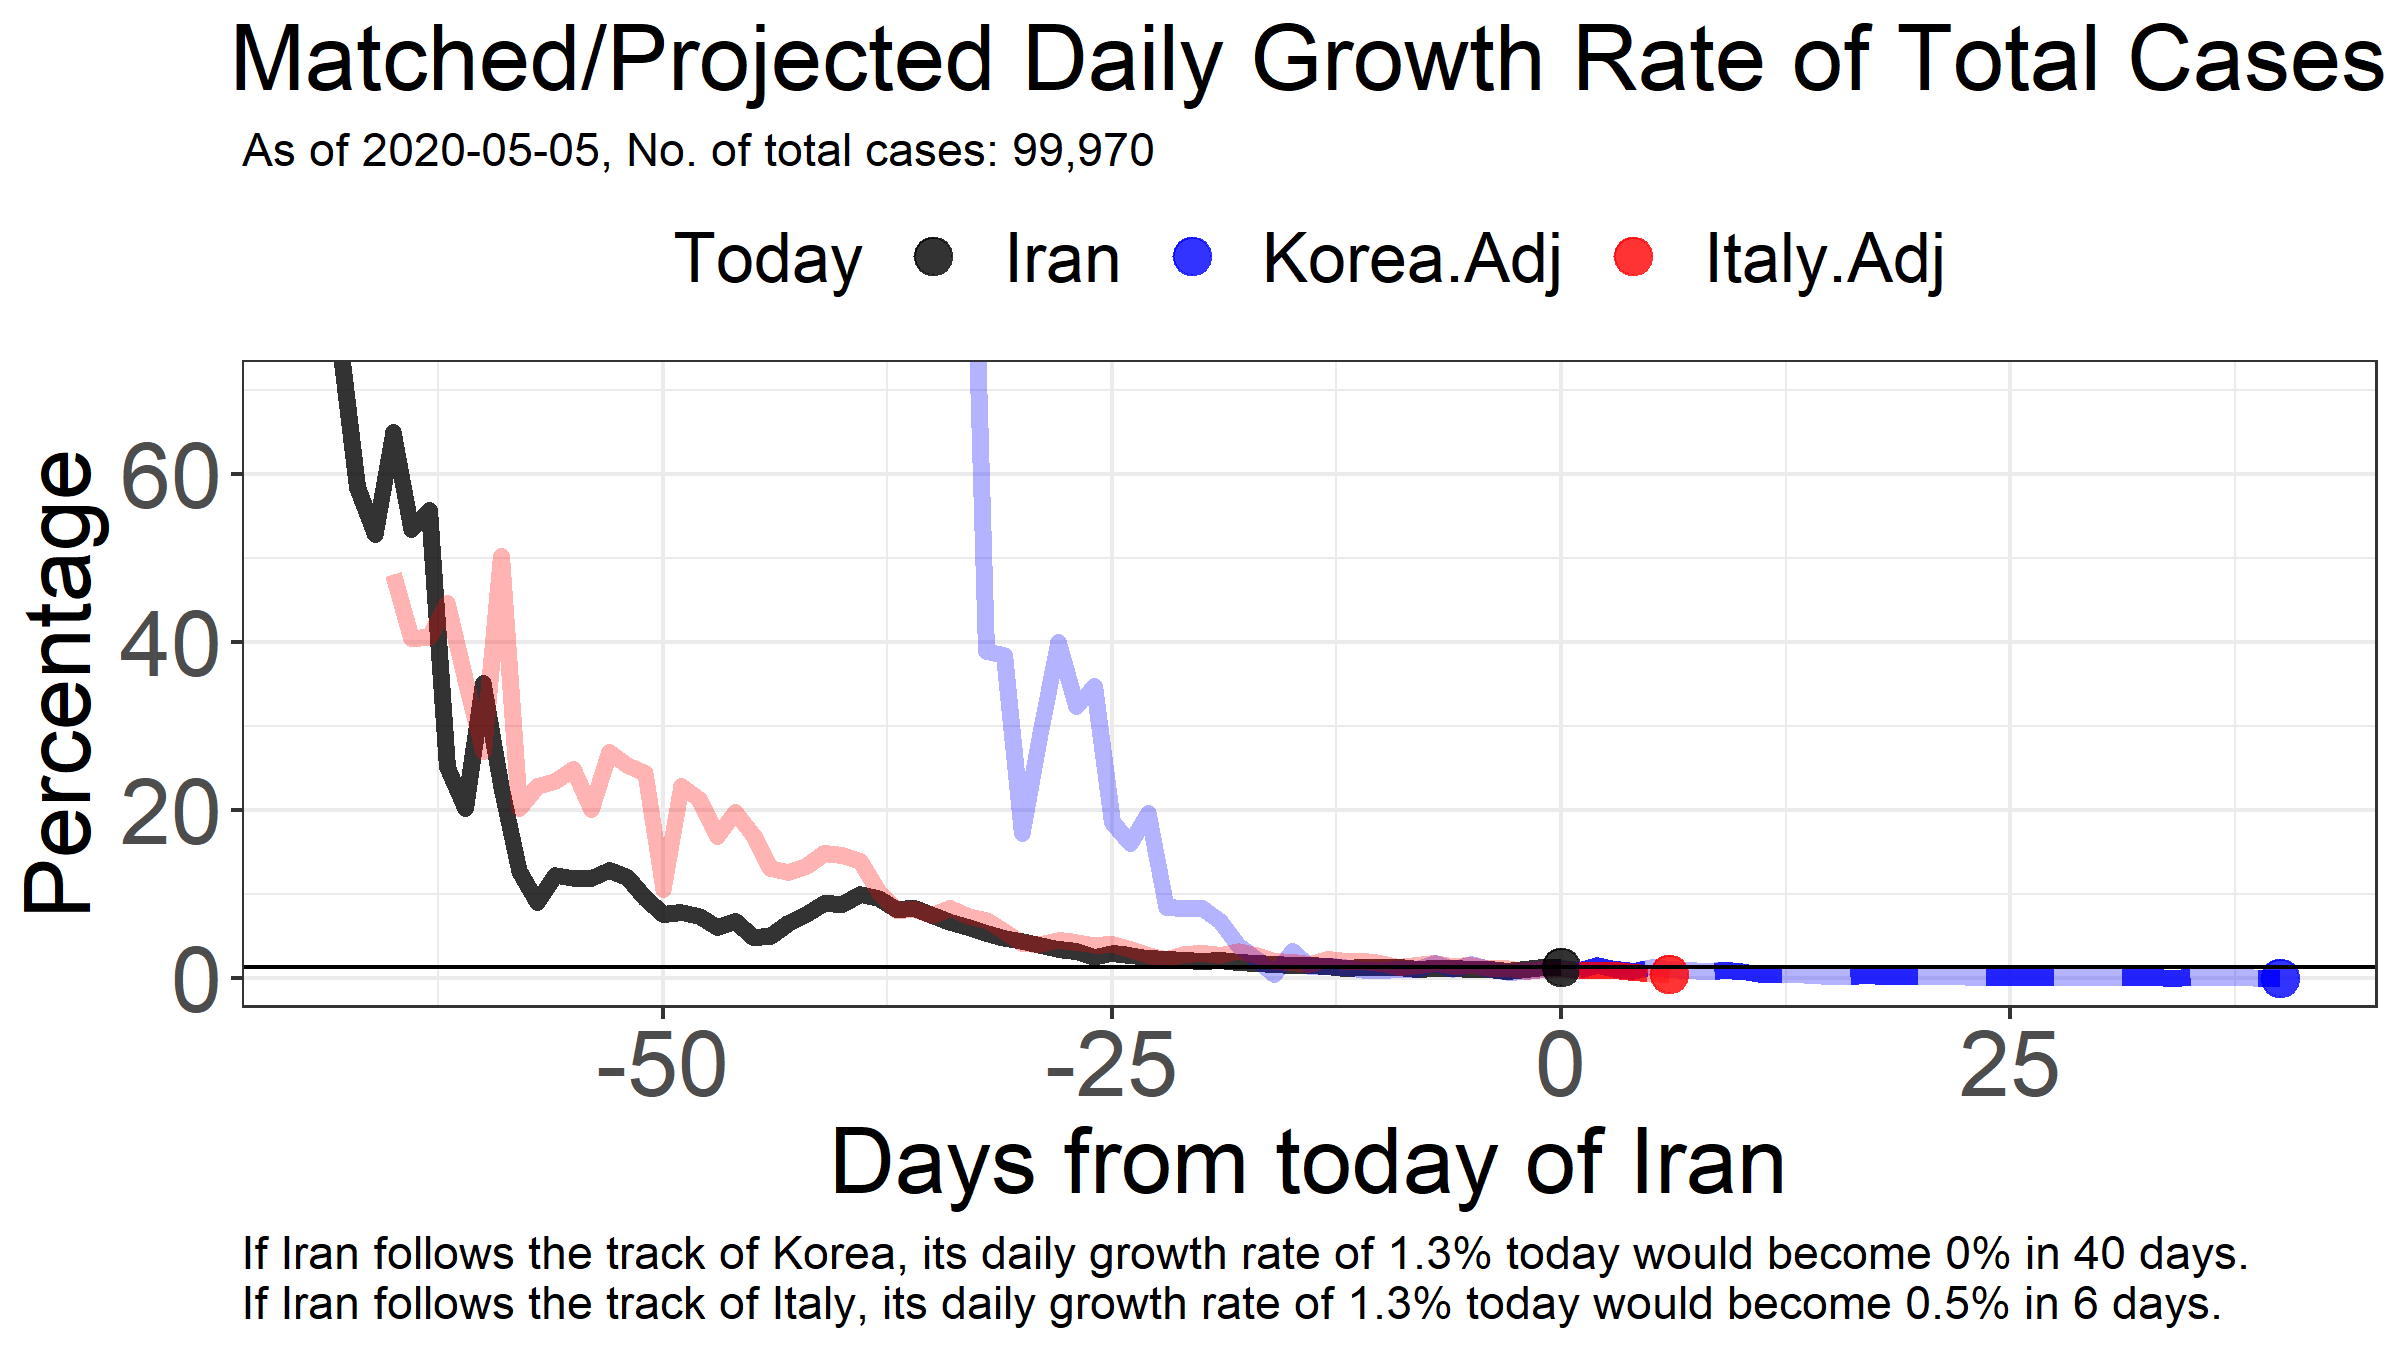 Matched/Projected Daily Growth Rate of Total Cases
As of 2020-05-05, No. of total cases: 99,970
Today Iran Korea.Adj Italy.Adj
Percentage
60
40
20
0
-50 -25 0 25
Days from today of Iran
If Iran follows the track of Korea, its daily growth rate of 1.3% today would become 0% in 40 days.
If Iran follows the track of Italy, its daily growth rate of 1.3% today would become 0.5% in 6 days.